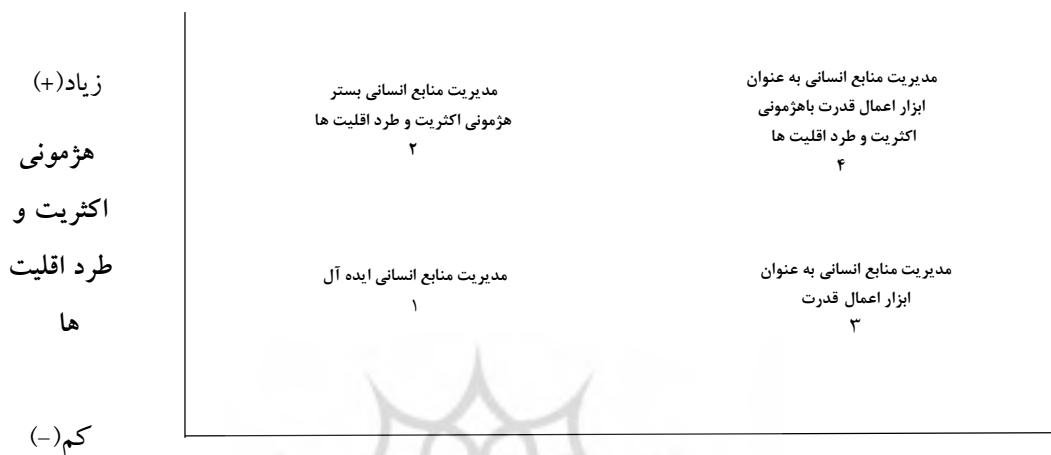 زیاد(+)
هژمونی
اکثریت و
طرد اقلیت
ها
کم(-)
مدیریت منابع انسانی به عنوان
ابزار اعمال قدرت باهژمونی
اکثریت و طرد اقلیت ها
۴
مدیریت منابع انسانی بستر
هژمونی اکثریت و طرد اقلیت ها
۲
مدیریت منابع انسانی به عنوان
ابزار اعمال قدرت
۳
مدیریت منابع انسانی ایده آل
۱